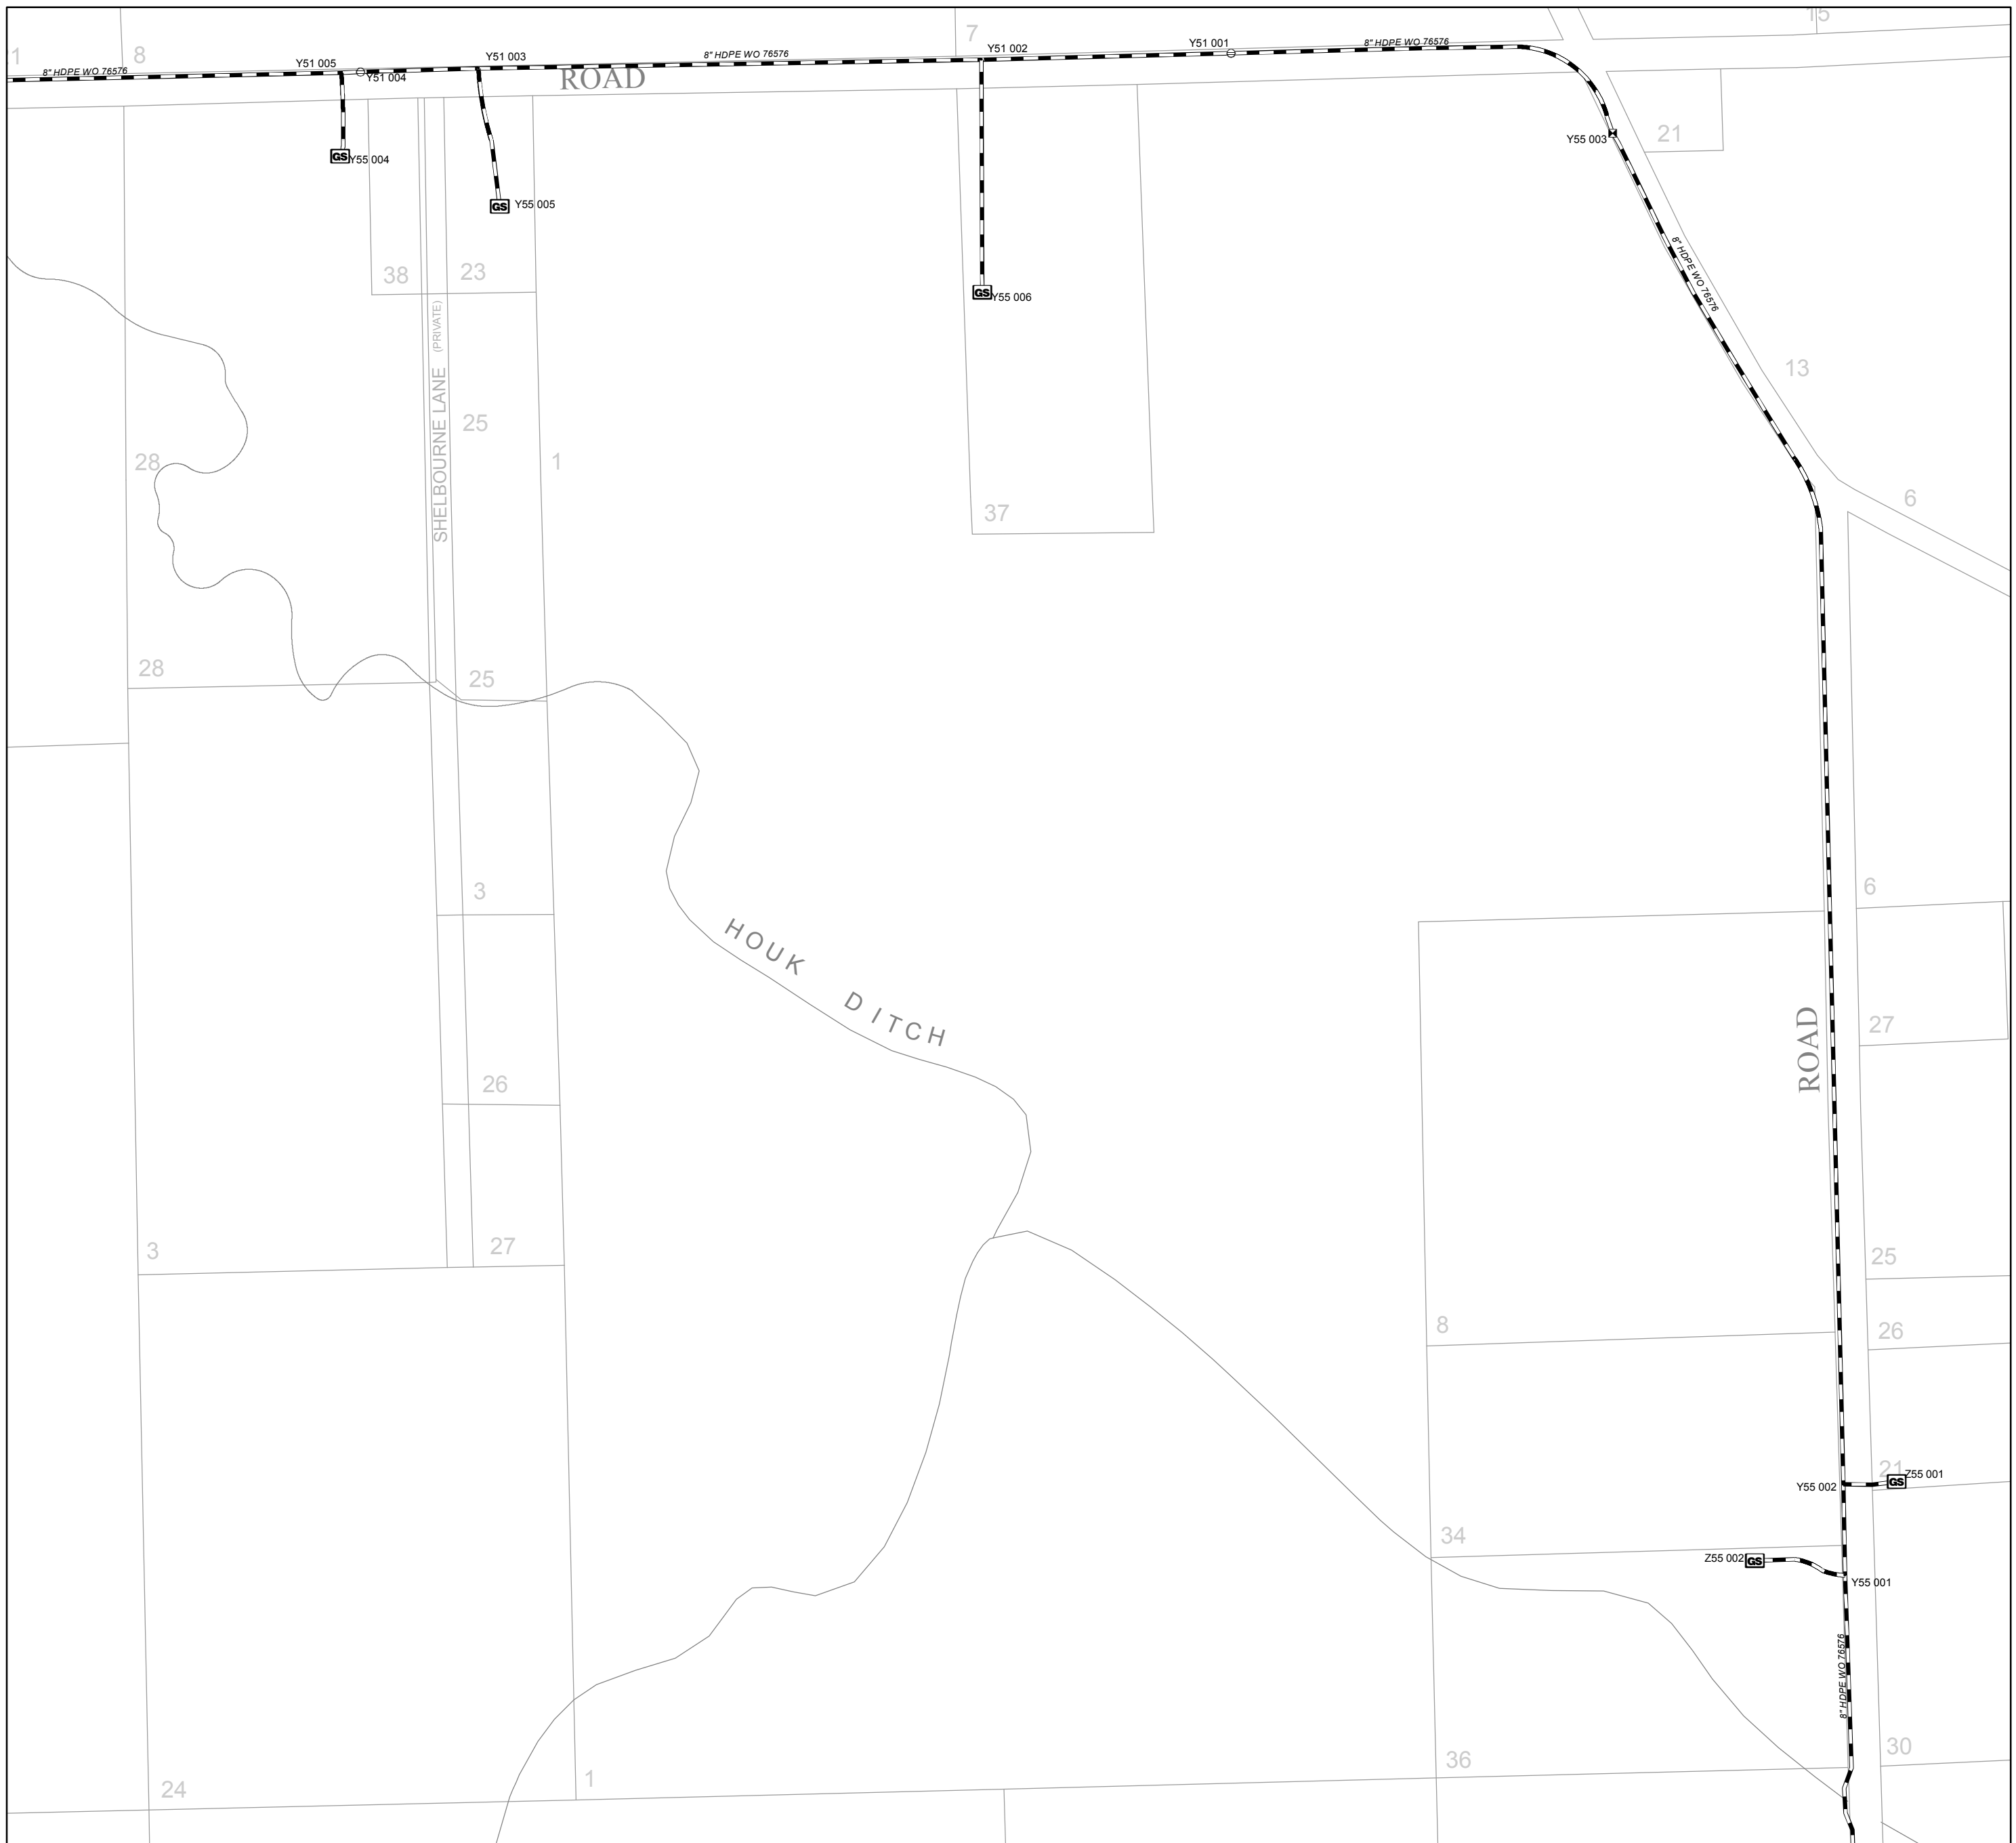 15
7
8
Y51 001
8" HDPE WO 76576
Y51 002
Y51 003
8" HDPE WO 76576
Y51 005
Y51 004
8" HDPE WO 76576
ROAD
21
Y55 003
GS
Y55 004
GS
Y55 005
38
23
8" HDPE WO 76576
GS
Y55 006
SHELBOURNE LANE (PRIVATE)
13
25
28
1
6
37
28
25
6
3
HOUK DITCH
27
ROAD
26
3
27
25
8
26
21
GS
Z55 001
Y55 002
34
Z55 002
GS
Y55 001
8" HDPE WO 76576
30
36
24
1